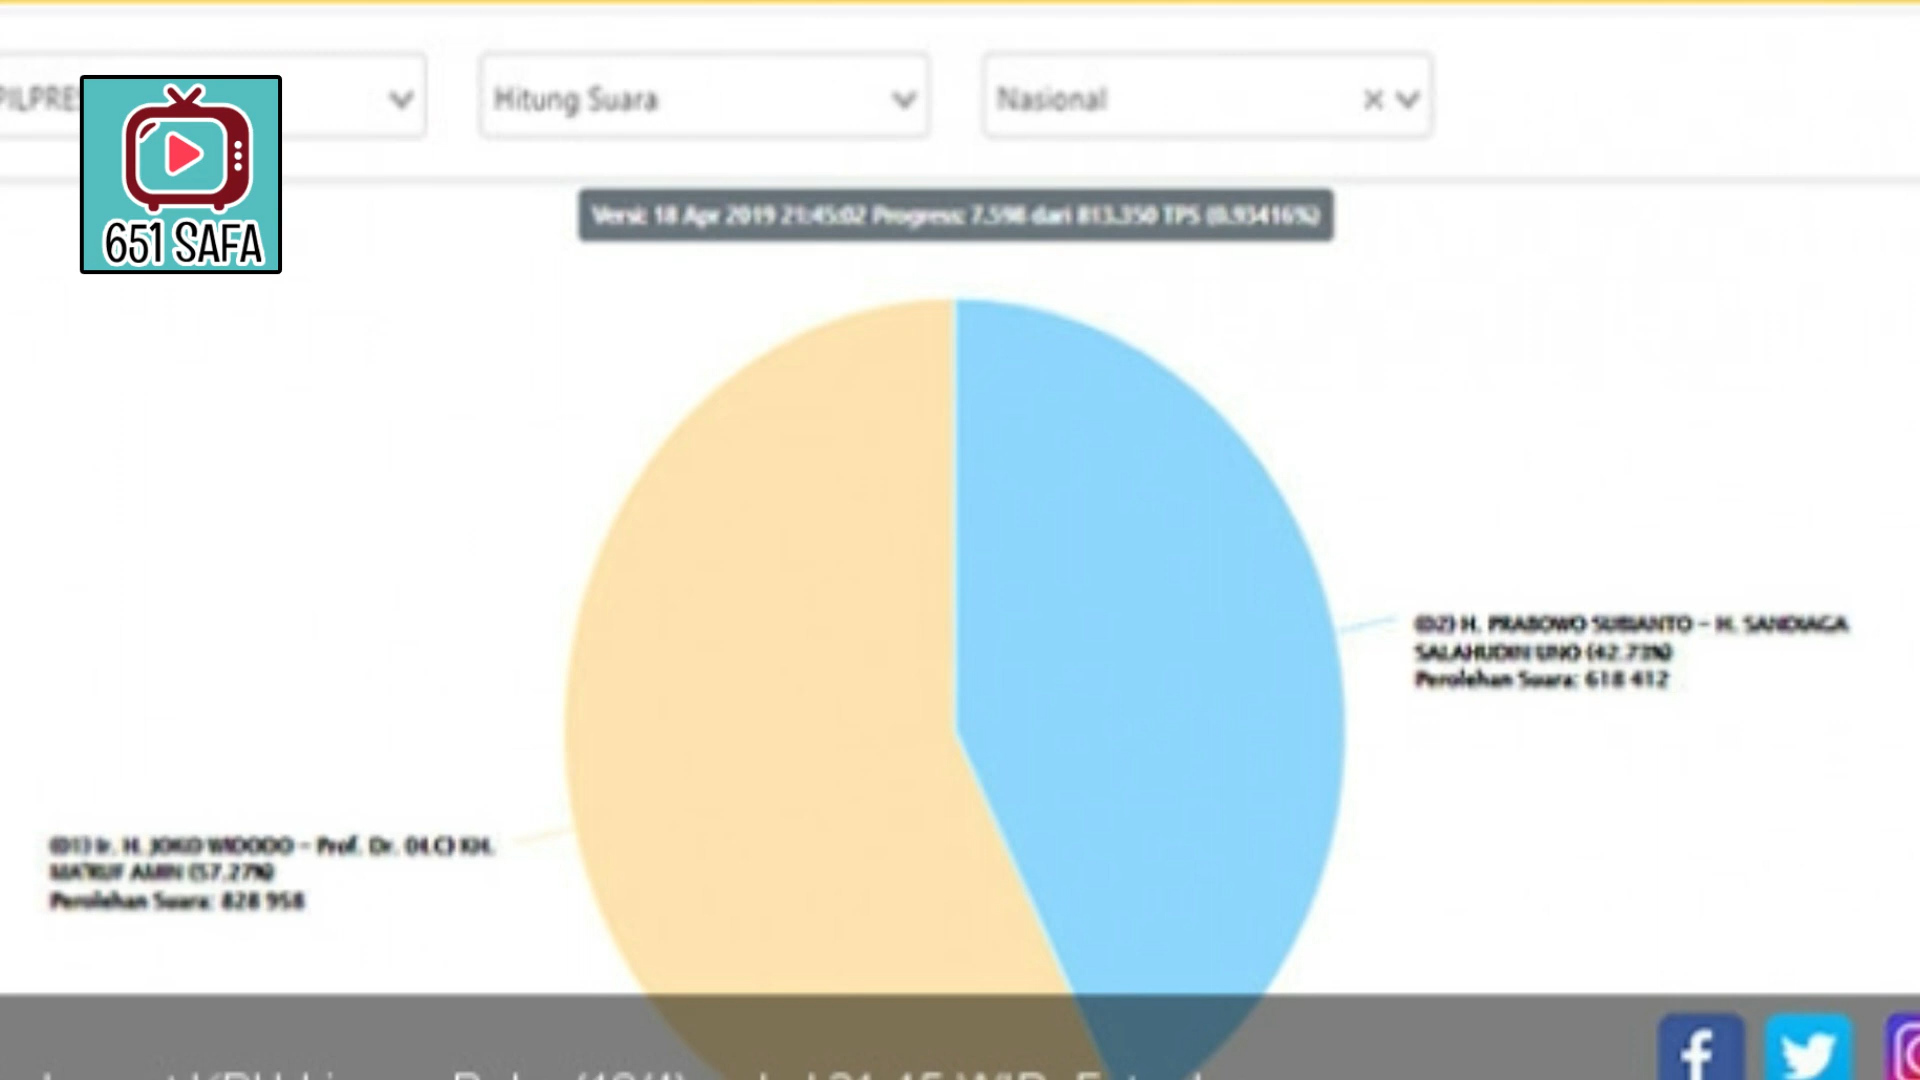 PILPRES
Hitung Suara
Nasional
651 SAFA
Versi: 18 Apr 2019 21:45:02 Progress: 7.598 dari 813.350 TPS (0.93416%)
(02) H. PRABOWO SUBIANTO - H. SANDIAGA
SALAHUDIN UNO (42.73%)
Perolehan Suara: 618 412
(01) Ir. H. JOKO WIDODO - Prof. Dr. (H.C) KH.
MA'RUF AMIN (57.27%)
Perolehan Suara: 828 958